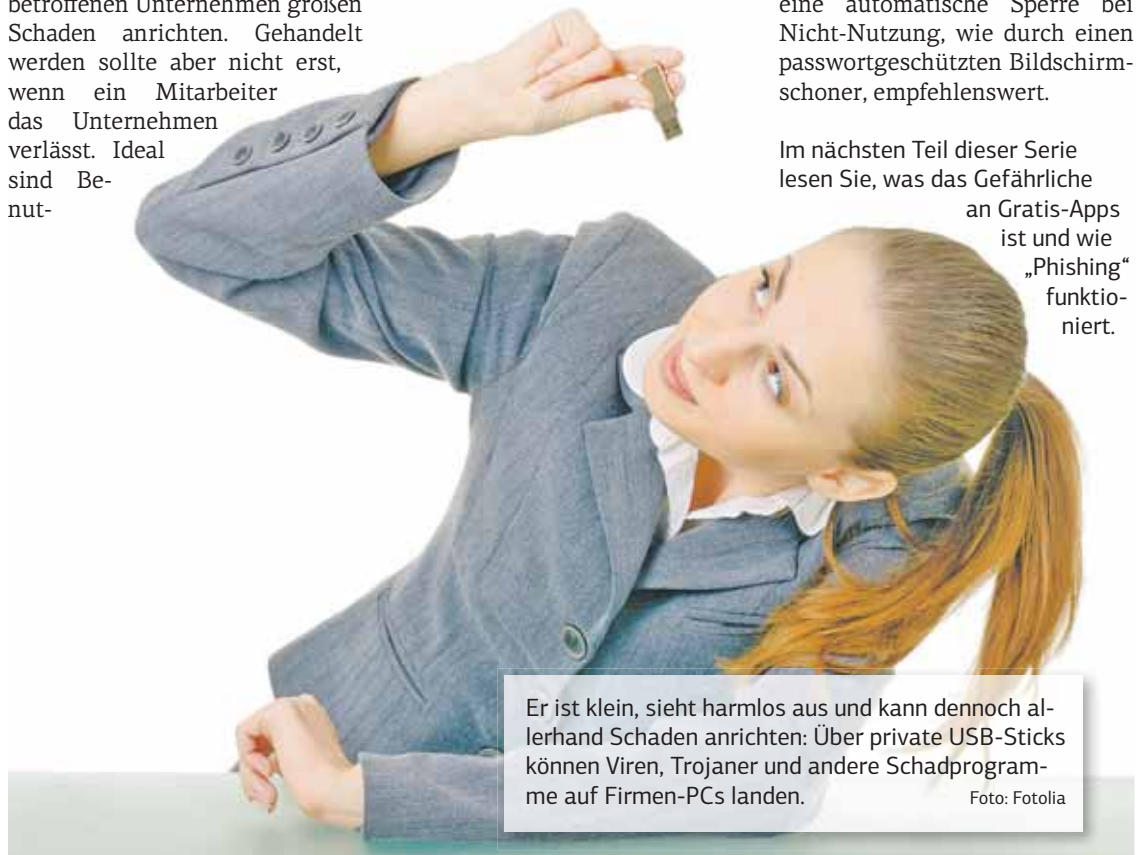 betroffenen Unternehmen großen
Schaden anrichten. Gehandelt
werden sollte aber nicht erst,
wenn ein Mitarbeiter
das Unternehmen
verlässt. Ideal
sind Be-
nut-
eine automatische Sperre bei
Nicht-Nutzung, wie durch einen
passwortgeschützten Bildschirm-
schoner, empfehlenswert.
Im nächsten Teil dieser Serie
lesen Sie, was das Gefährliche
an Gratis-Apps
ist und wie
„Phishing“
funktio-
niert.
Er ist klein, sieht harmlos aus und kann dennoch al-
lerhand Schaden anrichten: Über private USB-Sticks
können Viren, Trojaner und andere Schadprogram-
me auf Firmen-PCs landen.
Foto: Fotolia